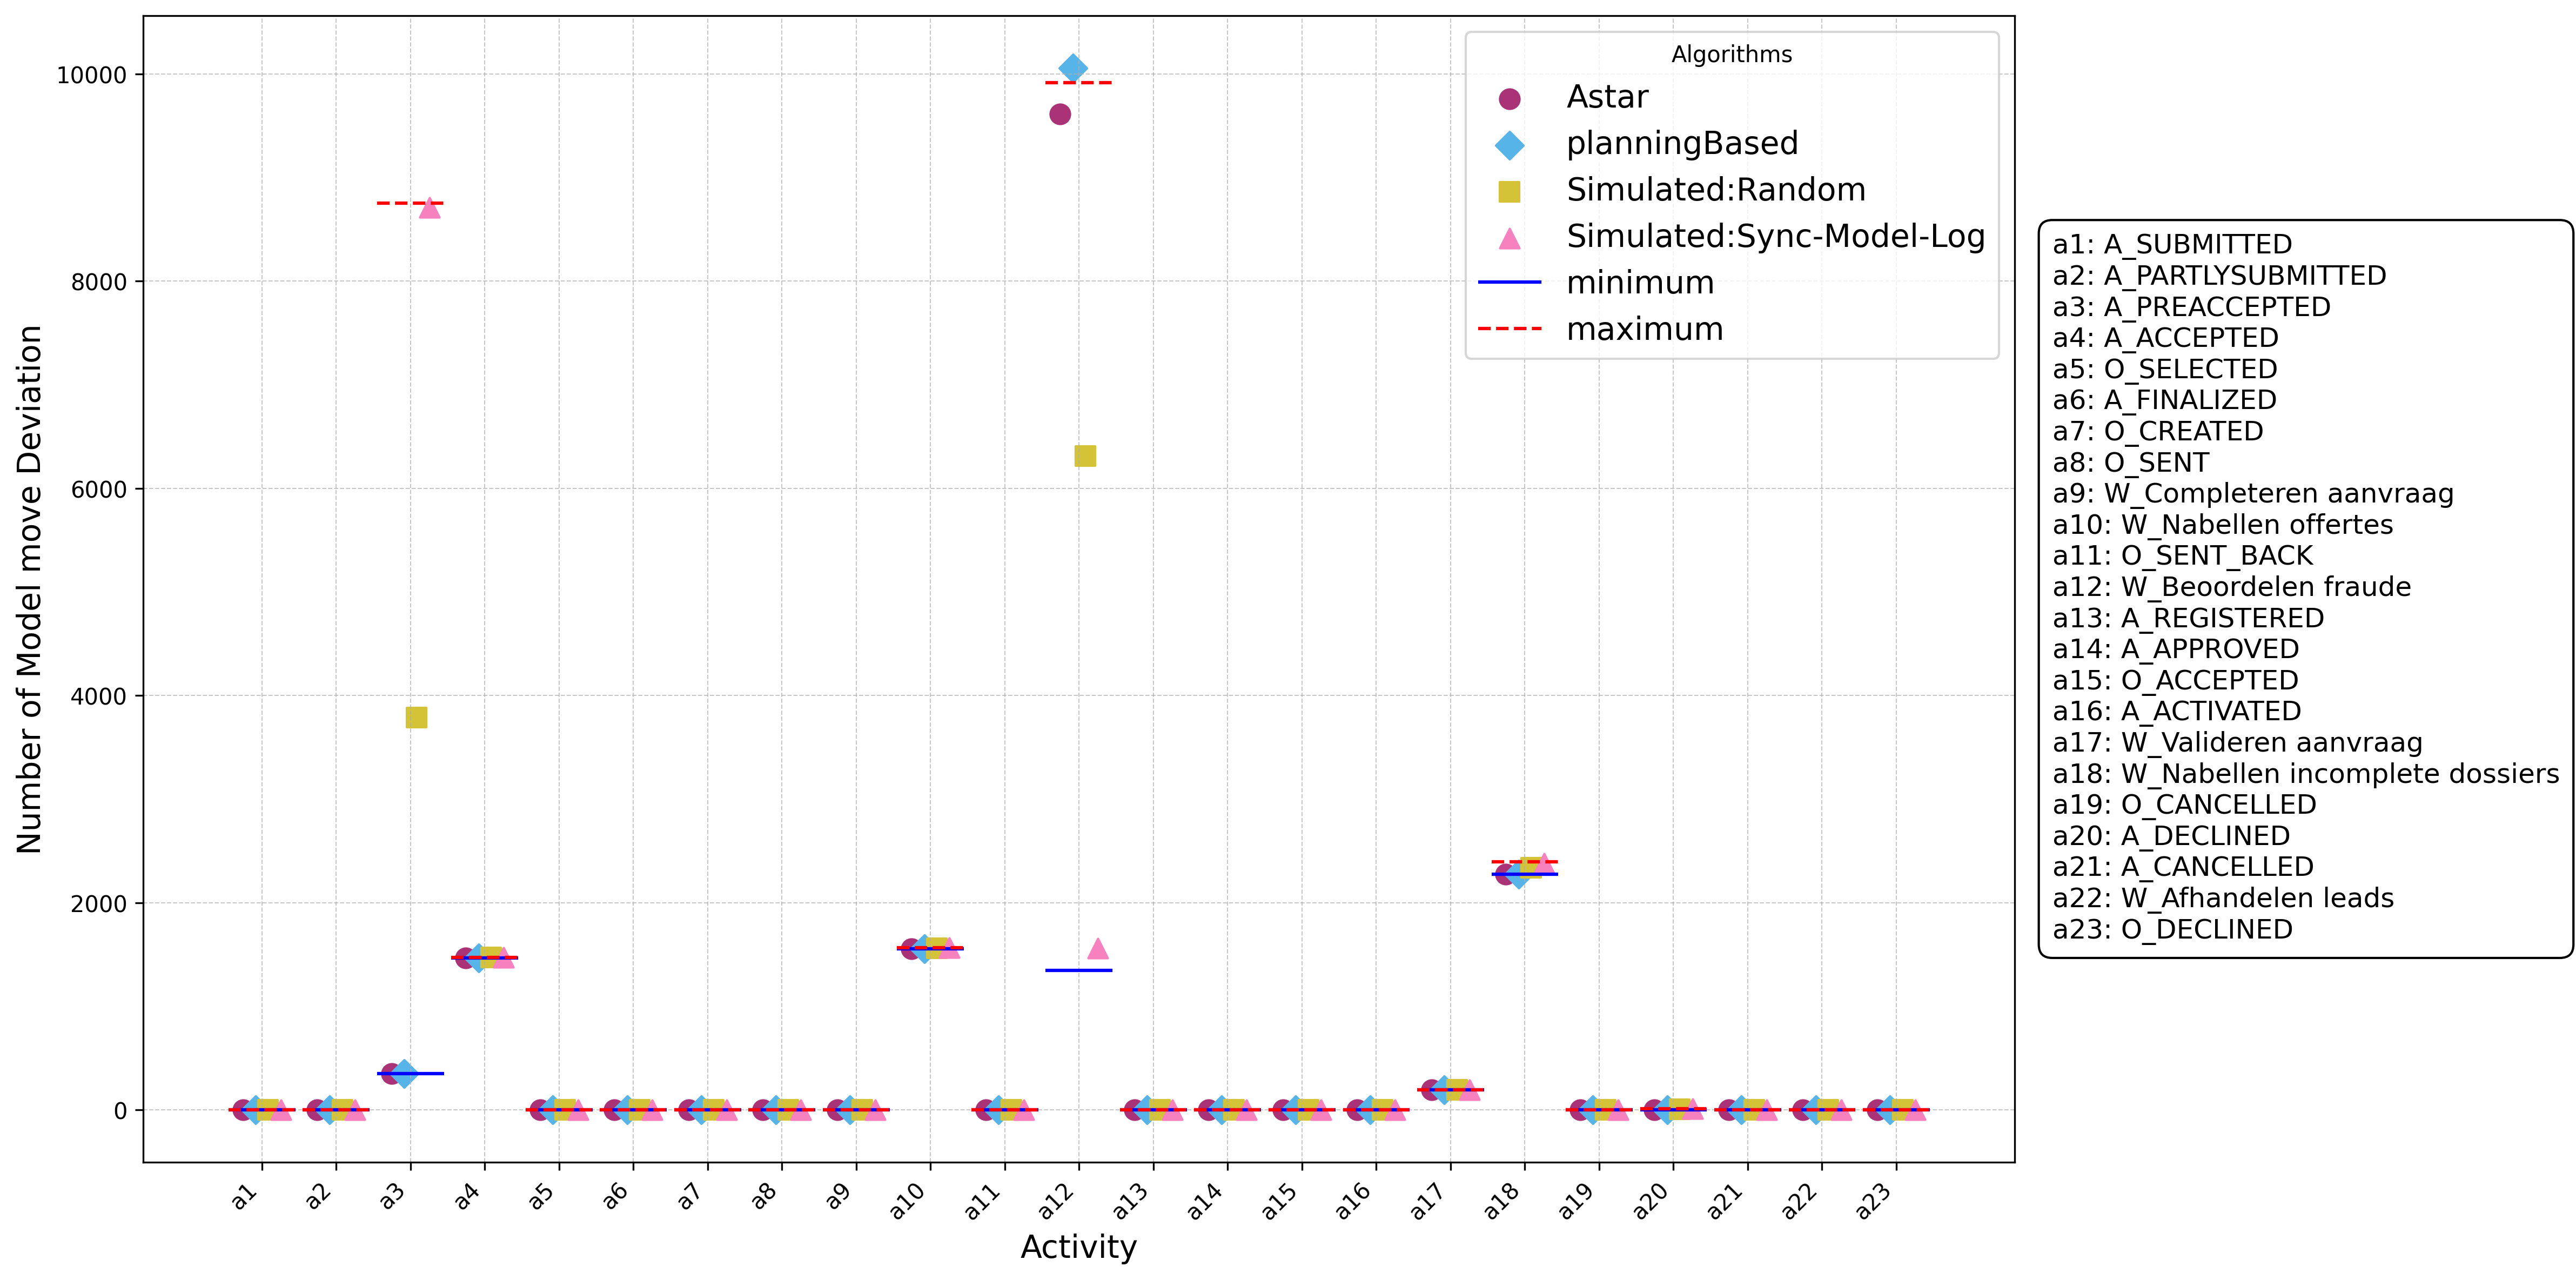 Number of Model move Deviation
10000
8000
6000
4000
2000
0
Algorithms
Astar
planningBased
Simulated:Random
Simulated:Sync-Model-Log
minimum
maximum
a1 a2 a3 a4 a5 a6 a7 a8 a9 a10 a11 a12 a13 a14 a15 a16 a17 a18 a19 a20 a21 a22 a23
Activity
a1: A_SUBMITTED
a2: A_PARTLYSUBMITTED
a3: A_PREACCEPTED
a4: A_ACCEPTED
a5: O_SELECTED
a6: A_FINALIZED
a7: O_CREATED
a8: O_SENT
a9: W_Completeren aanvraag
a10: W_Nabellen offertes
a11: O_SENT_BACK
a12: W_Beoordelen fraude
a13: A_REGISTERED
a14: A_APPROVED
a15: O_ACCEPTED
a16: A_ACTIVATED
a17: W_Valideren aanvraag
a18: W_Nabellen incomplete dossiers
a19: O_CANCELLED
a20: A_DECLINED
a21: A_CANCELLED
a22: W_Afhandelen leads
a23: O_DECLINED